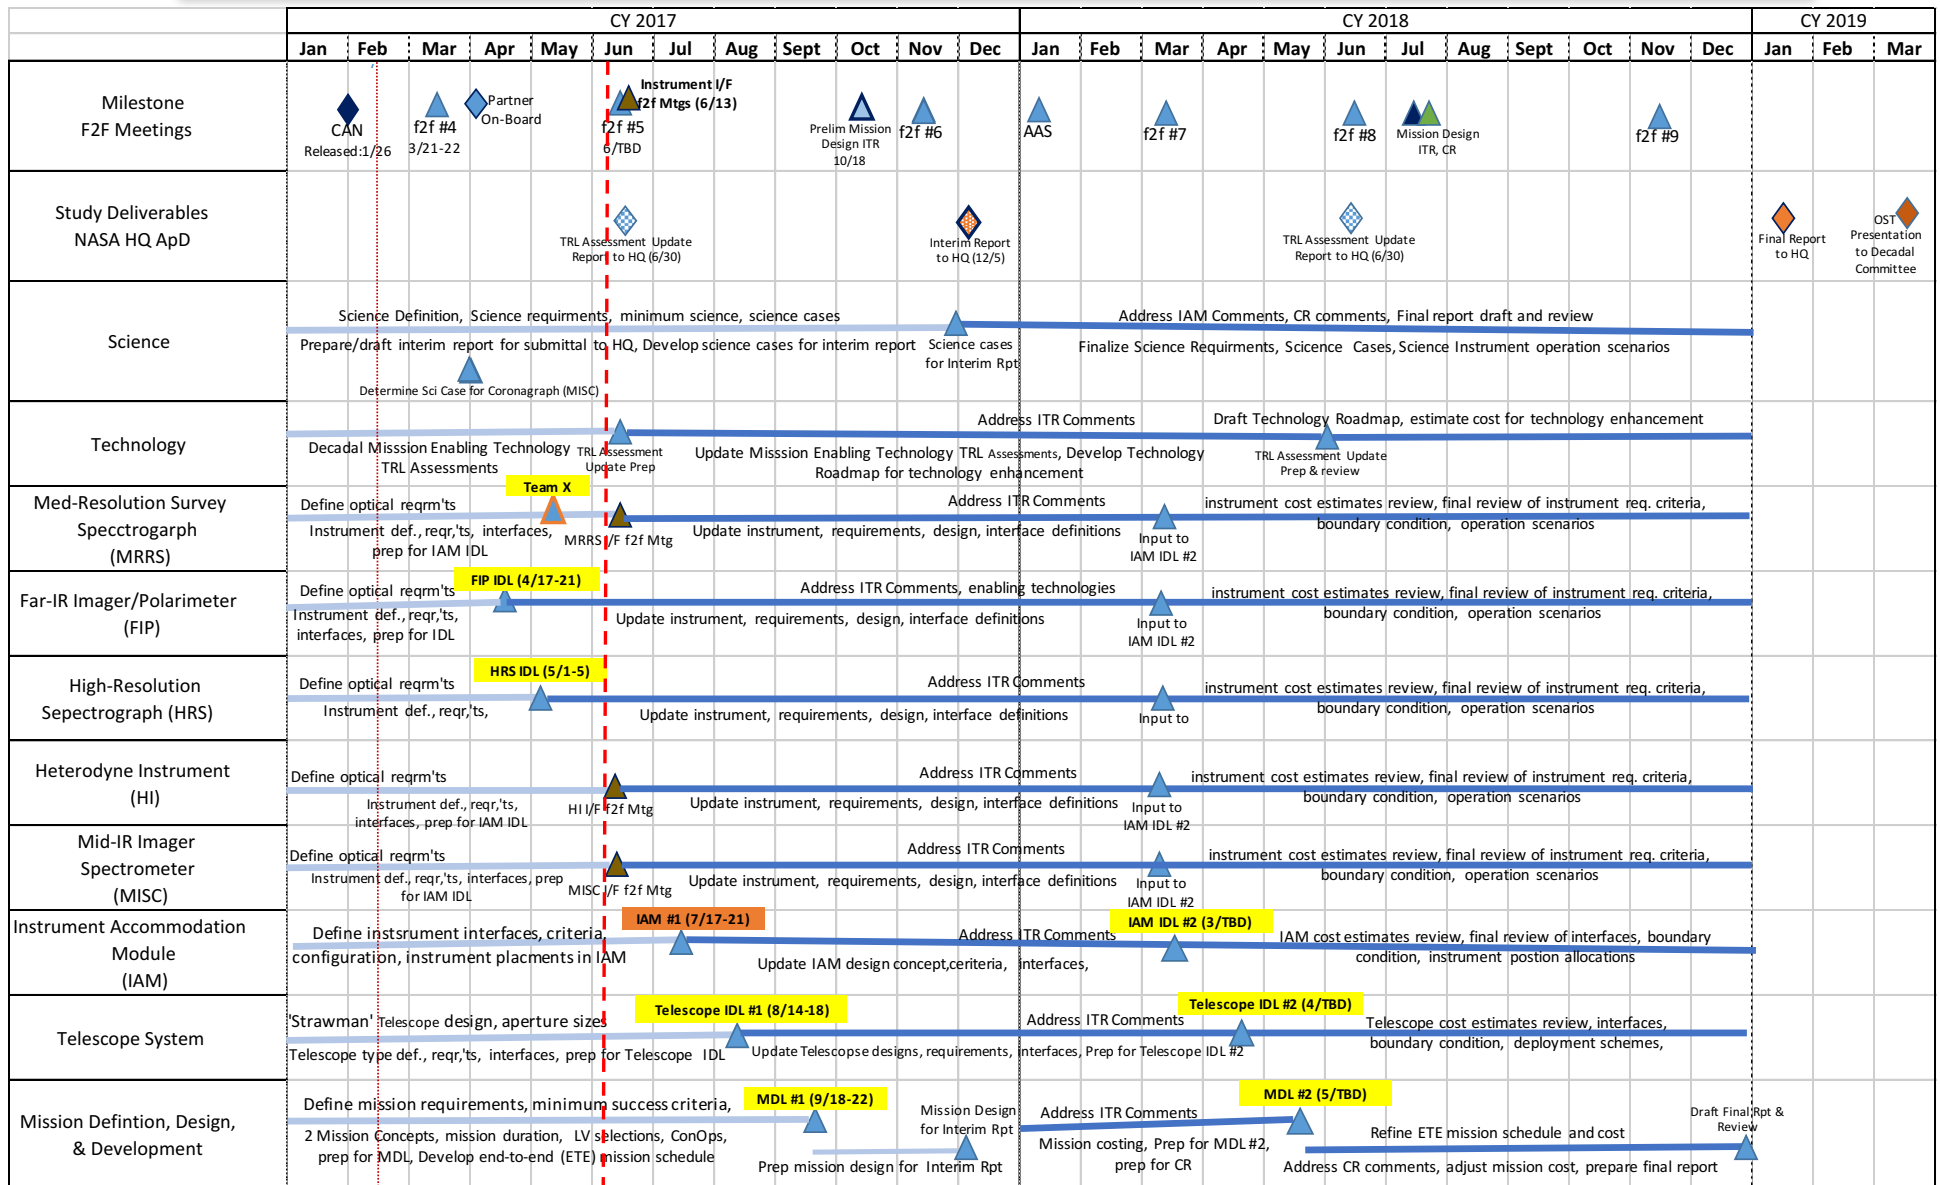 CY 2017
CY 2018
CY 2019
Jan Feb Mar Apr May Jun Jul Aug Sept Oct Nov Dec Jan Feb Mar Apr May Jun Jul Aug Sept Oct Nov Dec Jan Feb Mar
Milestone
F2F Meetings
CAN
Released:1/26
f2f #4
3/21-22
Partner
On-Board
Instrument I/F
f2f Mtgs (6/13)
f2f #5
6/TBD
Prelim Mission
Design ITR
10/18
f2f #6
AAS
f2f #7
f2f #8
Mission Design
ITR, CR
f2f #9
Study Deliverables
NASA HQ ApD
TRL Assessment Update
Report to HQ (6/30)
Interim Report
to HQ (12/5)
TRL Assessment Update
Report to HQ (6/30)
Final Report
to HQ
OST
Presentation
to Decadal
Committee
Science
Science Definition, Science requirments, minimum science, science cases
Prepare/draft interim report for submittal to HQ, Develop science cases for interim report
Determine Sci Case for Coronagraph (MISC)
Science cases
for Interim Rpt
Address IAM Comments, CR comments, Final report draft and review
Finalize Science Requirments, Scicence Cases, Science Instrument operation scenarios
Technology
Decadal Misssion Enabling Technology
TRL Assessments
TRL Assessment
Update Prep
Address ITR Comments
Update Misssion Enabling Technology TRL Assessments, Develop Technology
Roadmap for technology enhancement
Draft Technology Roadmap, estimate cost for technology enhancement
TRL Assessment Update
Prep & review
Med-Resolution Survey
Specctrogarph
(MRRS)
Team X
Define optical reqrm'ts
Instrument def., reqr,'ts, interfaces,
prep for IAM IDL
MRRS I/F f2f Mtg
Address ITR Comments
Update instrument, requirements, design, interface definitions
Input to
IAM IDL #2
instrument cost estimates review, final review of instrument req. criteria,
boundary condition, operation scenarios
Far-IR Imager/Polarimeter
(FIP)
FIP IDL (4/17-21)
Define optical reqrm'ts
Instrument def., reqr,'ts,
interfaces, prep for IDL
Address ITR Comments, enabling technologies
Update instrument, requirements, design, interface definitions
Input to
IAM IDL #2
instrument cost estimates review, final review of instrument req. criteria,
boundary condition, operation scenarios
High-Resolution
Sepectrograph (HRS)
HRS IDL (5/1-5)
Define optical reqrm'ts
Instrument def., reqr,'ts,
Address ITR Comments
Update instrument, requirements, design, interface definitions
Input to
instrument cost estimates review, final review of instrument req. criteria,
boundary condition, operation scenarios
Heterodyne Instrument
(HI)
Define optical reqrm'ts
Instrument def., reqr,'ts,
interfaces, prep for IAM IDL
HI I/F f2f Mtg
Address ITR Comments
Update instrument, requirements, design, interface definitions
Input to
IAM IDL #2
instrument cost estimates review, final review of instrument req. criteria,
boundary condition, operation scenarios
Mid-IR Imager
Spectrometer
(MISC)
Define optical reqrm'ts
Instrument def., reqr,'ts, interfaces, prep
for IAM IDL
MISC I/F f2f Mtg
Address ITR Comments
Update instrument, requirements, design, interface definitions
Input to
IAM IDL #2
instrument cost estimates review, final review of instrument req. criteria,
boundary condition, operation scenarios
Instrument Accommodation
Module
(IAM)
IAM #1 (7/17-21)
Define instsrument interfaces, criteria,
configuration, instrument placments in IAM
Address ITR Comments
Update IAM design concept,ceriteria, interfaces,
IAM IDL #2 (3/TBD)
IAM cost estimates review, final review of interfaces, boundary
condition, instrument postion allocations
Telescope System
'Strawman' Telescope design, aperture sizes
Telescope type def., reqr,'ts, interfaces, prep for Telescope IDL
Telescope IDL #1 (8/14-18)
Address ITR Comments
Update Telescopse designs, requirements, interfaces, Prep for Telescope IDL #2
Telescope IDL #2 (4/TBD)
Telescope cost estimates review, interfaces,
boundary condition, deployment schemes,
Mission Defintion, Design,
& Development
Define mission requirements, minimum success criteria,
2 Mission Concepts, mission duration, LV selections, ConOps,
prep for MDL, Develop end-to-end (ETE) mission schedule
MDL #1 (9/18-22)
Prep mission design for Interim Rpt
Mission Design
for Interim Rpt
Address ITR Comments
Mission costing, Prep for MDL #2,
prep for CR
MDL #2 (5/TBD)
Refine ETE mission schedule and cost
Address CR comments, adjust mission cost, prepare final report
Draft Final Rpt &
Review